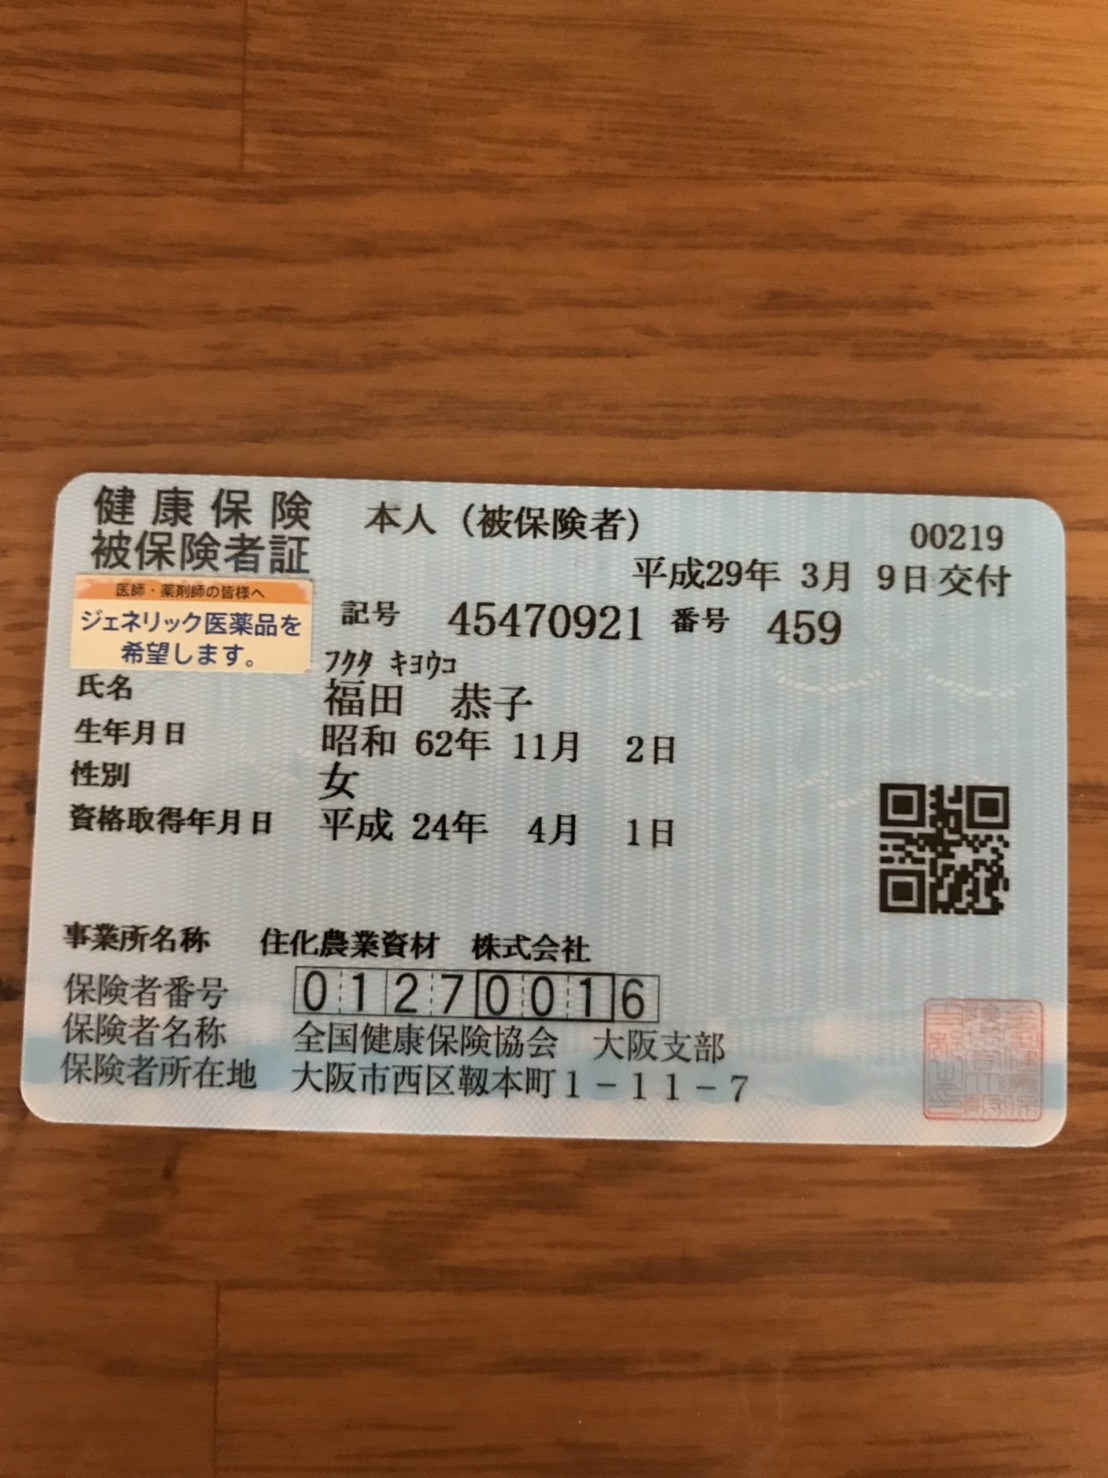 健康保険
被保険者証
本人（被保険者）
00219
平成29年 3月 9日 交付
医師・薬剤師の皆様へ
ジェネリック医薬品を
希望します。
記号 45470921 番号 459
ﾌｸﾀﾞ ｷﾖｳｺ
氏名 福田 恭子
生年月日 昭和 62年 11月 2日
性別 女
資格取得年月日 平成 24年 4月 1日
事業所名称 住化農業資材 株式会社
保険者番号 01270016
保険者名称 全国健康保険協会 大阪支部
保険者所在地 大阪市西区靱本町1－11－7